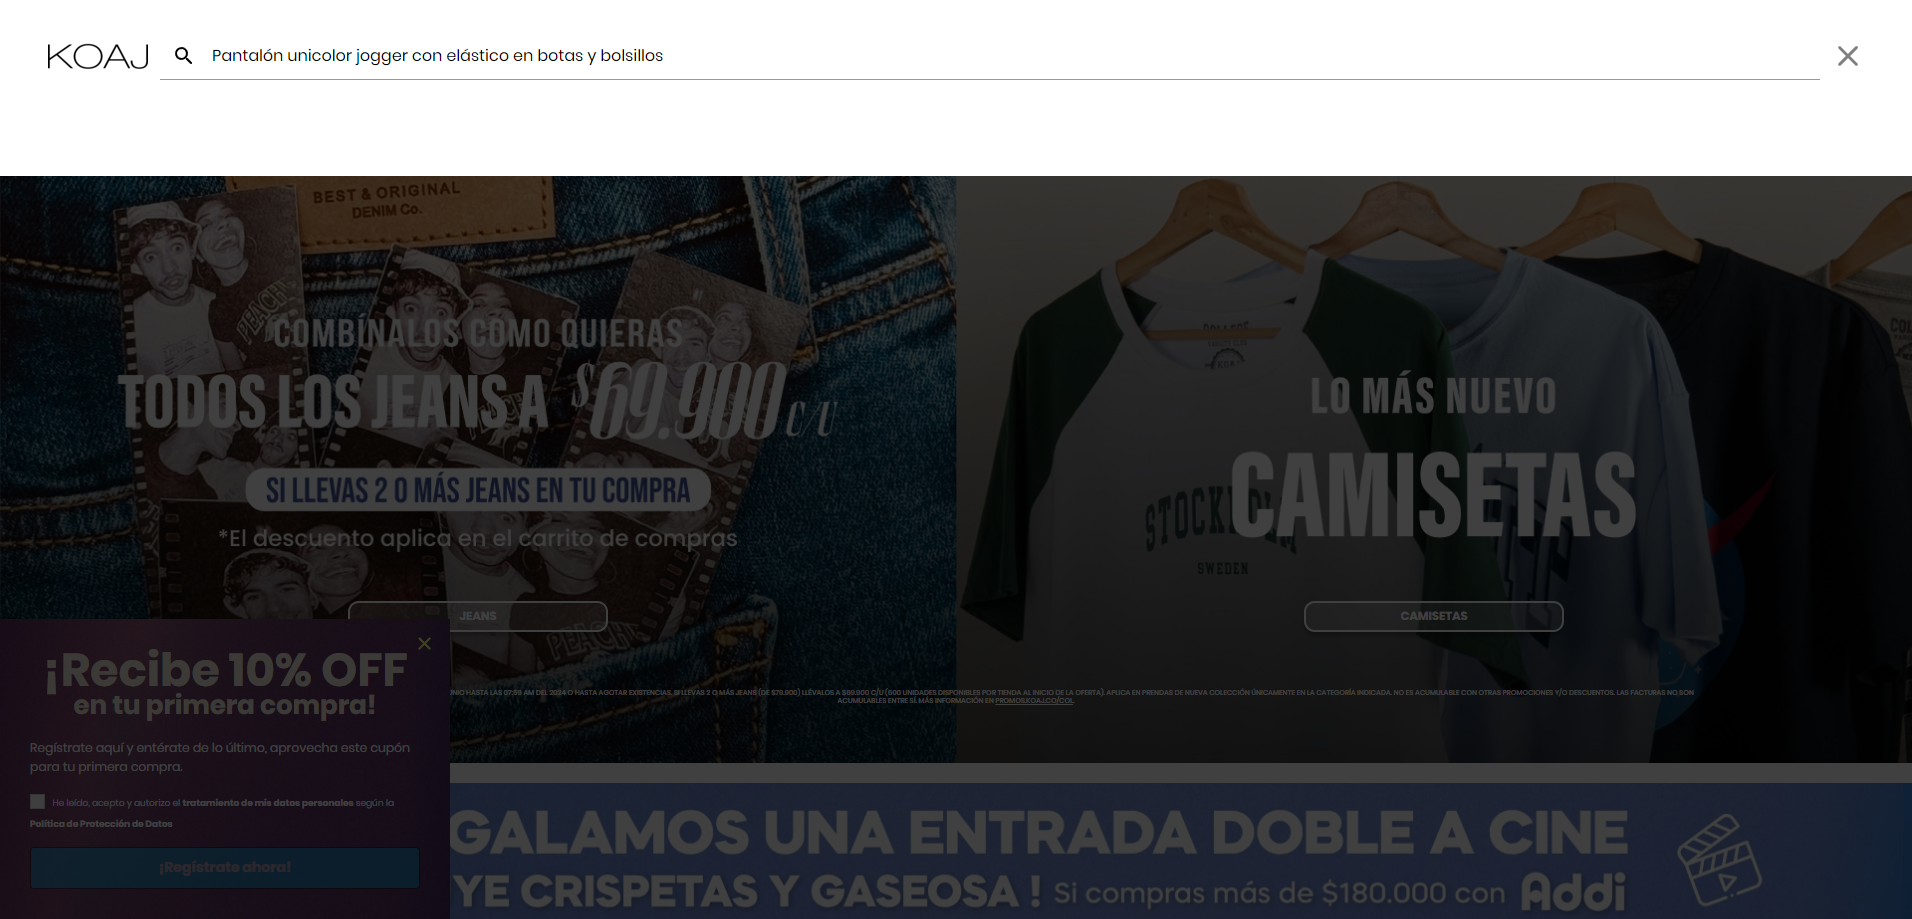 KOAJ
Pantalón unicolor jogger con elástico en botas y bolsillos
BEST & ORIGINAL
DENIM Co.
COMBÍNALOS COMO QUIERAS
TODOS LOS JEANS A $69.900 C/U
SI LLEVAS 2 O MÁS JEANS EN TU COMPRA
*El descuento aplica en el carrito de compras
JEANS
PEACH
PEACH
COLLEGE
KOAJ
LO MÁS NUEVO
CAMISETAS
SWEDEN
CAMISETAS
¡Recibe 10% OFF
en tu primera compra!
Regístrate aquí y entérate de lo último, aprovecha este cupón
para tu primera compra.
He leído, acepto y autorizo el tratamiento de mis datos personales según la
Política de Protección de Datos
¡Regístrate ahora!
HASTA LAS 07:59 AM DEL 2024 O HASTA AGOTAR EXISTENCIAS. SI LLEVAS 2 O MÁS JEANS (DE $79.900) LLÉVALOS A $69.900 C/U (600 UNIDADES DISPONIBLES POR TIENDA AL INICIO DE LA OFERTA). APLICA EN PRENDAS DE NUEVA COLECCIÓN ÚNICAMENTE EN LA CATEGORÍA INDICADA. NO ES ACUMULABLE CON OTRAS PROMOCIONES Y/O DESCUENTOS. LAS FACTURAS NO SON
ACUMULABLES ENTRE SÍ. MÁS INFORMACIÓN EN PROMOS.KOAJ.CO/COL.
GALAMOS UNA ENTRADA DOBLE A CINE
YE CRISPETAS Y GASEOSA ! Si compras más de $180.000 con Addi